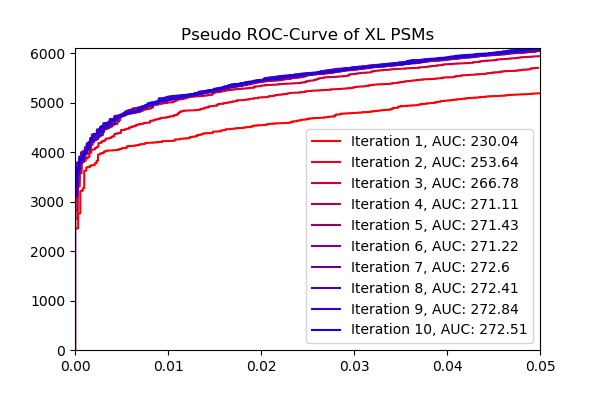 Pseudo ROC-Curve of XL PSMs
6000
5000
4000
3000
2000
1000
0
Iteration 1, AUC: 230.04
Iteration 2, AUC: 253.64
Iteration 3, AUC: 266.78
Iteration 4, AUC: 271.11
Iteration 5, AUC: 271.43
Iteration 6, AUC: 271.22
Iteration 7, AUC: 272.6
Iteration 8, AUC: 272.41
Iteration 9, AUC: 272.84
Iteration 10, AUC: 272.51
0.00 0.01 0.02 0.03 0.04 0.05